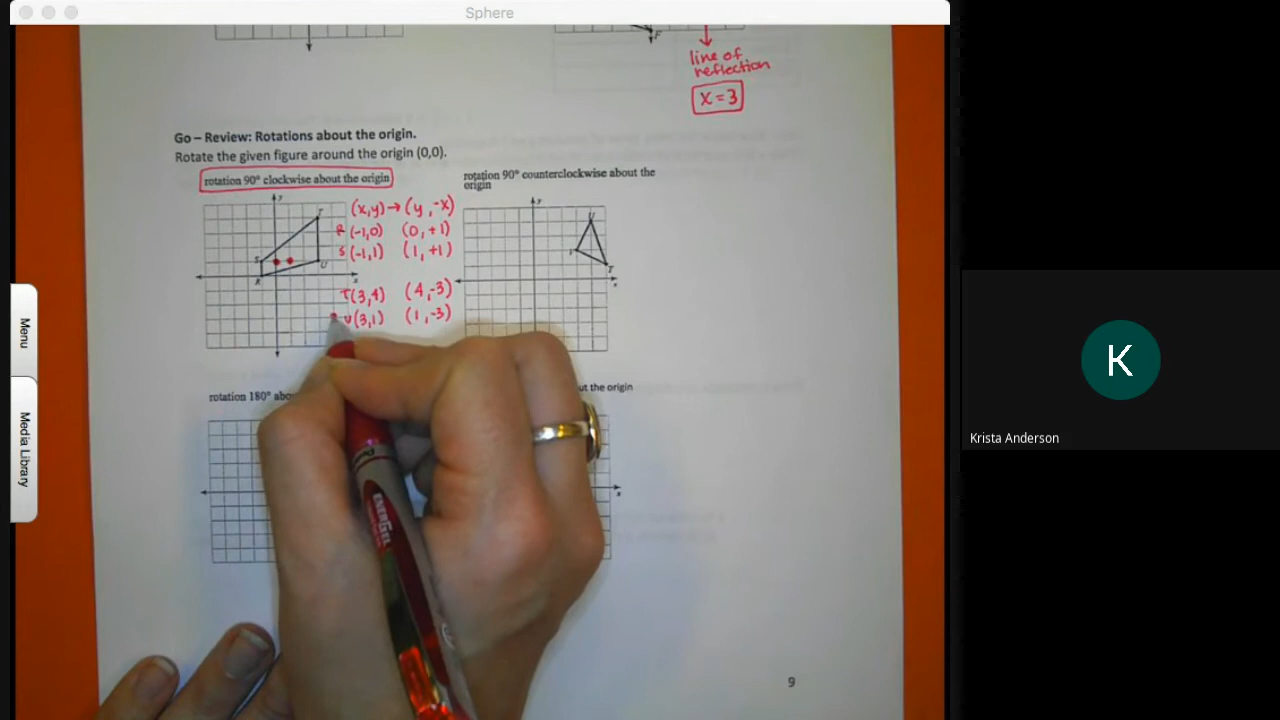 Sphere
line of
reflection
x = 3
Go – Review: Rotations about the origin.
Rotate the given figure around the origin (0,0).
rotation 90° clockwise about the origin
(x,y) → (y,-x)
R (-1,0) (0,+1)
S (-1,1) (1,+1)
T (3,4) (4,-3)
U (3,1) (1,-3)
y
T
S
U
R
x
rotation 90° counterclockwise about the
origin
y
U
T
x
rotation 180°
ut the origin
x
9
Menu
Media Library
ENERGEL
K
Krista Anderson